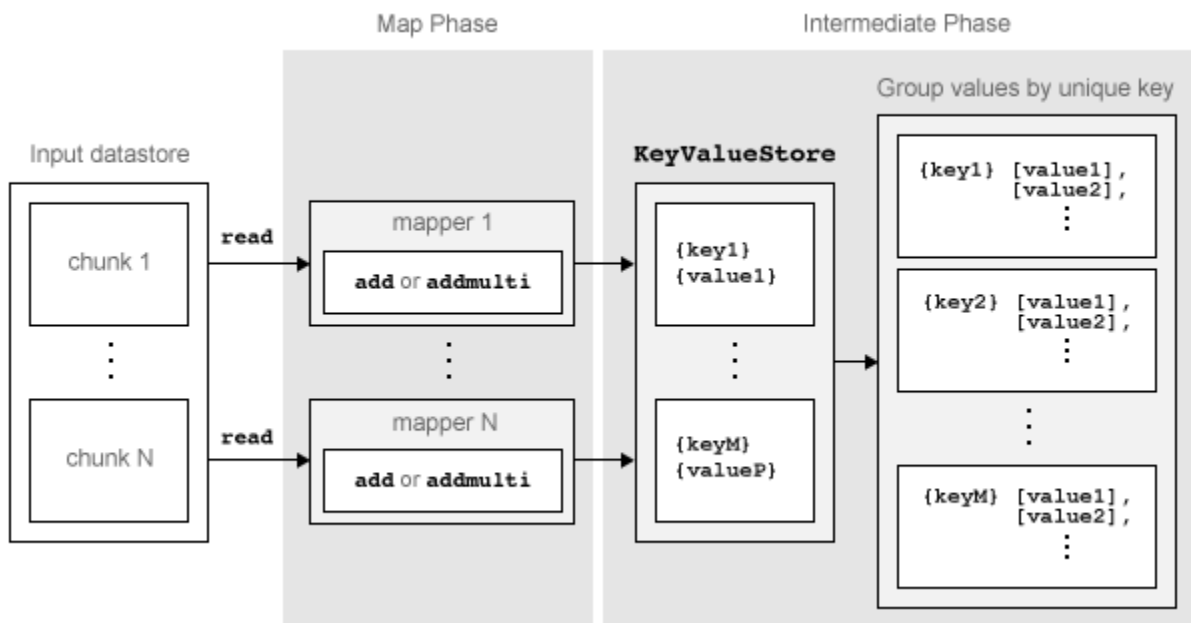 Map Phase
Intermediate Phase
Group values by unique key
Input datastore
KeyValueStore
chunk 1
read
mapper 1
add or addmulti
{key1}
{value1}
{key1} [value1],
[value2],
⋮
{key2} [value1],
[value2],
⋮
⋮
⋮
⋮
⋮
chunk N
read
mapper N
add or addmulti
{keyM}
{valueP}
{keyM} [value1],
[value2],
⋮